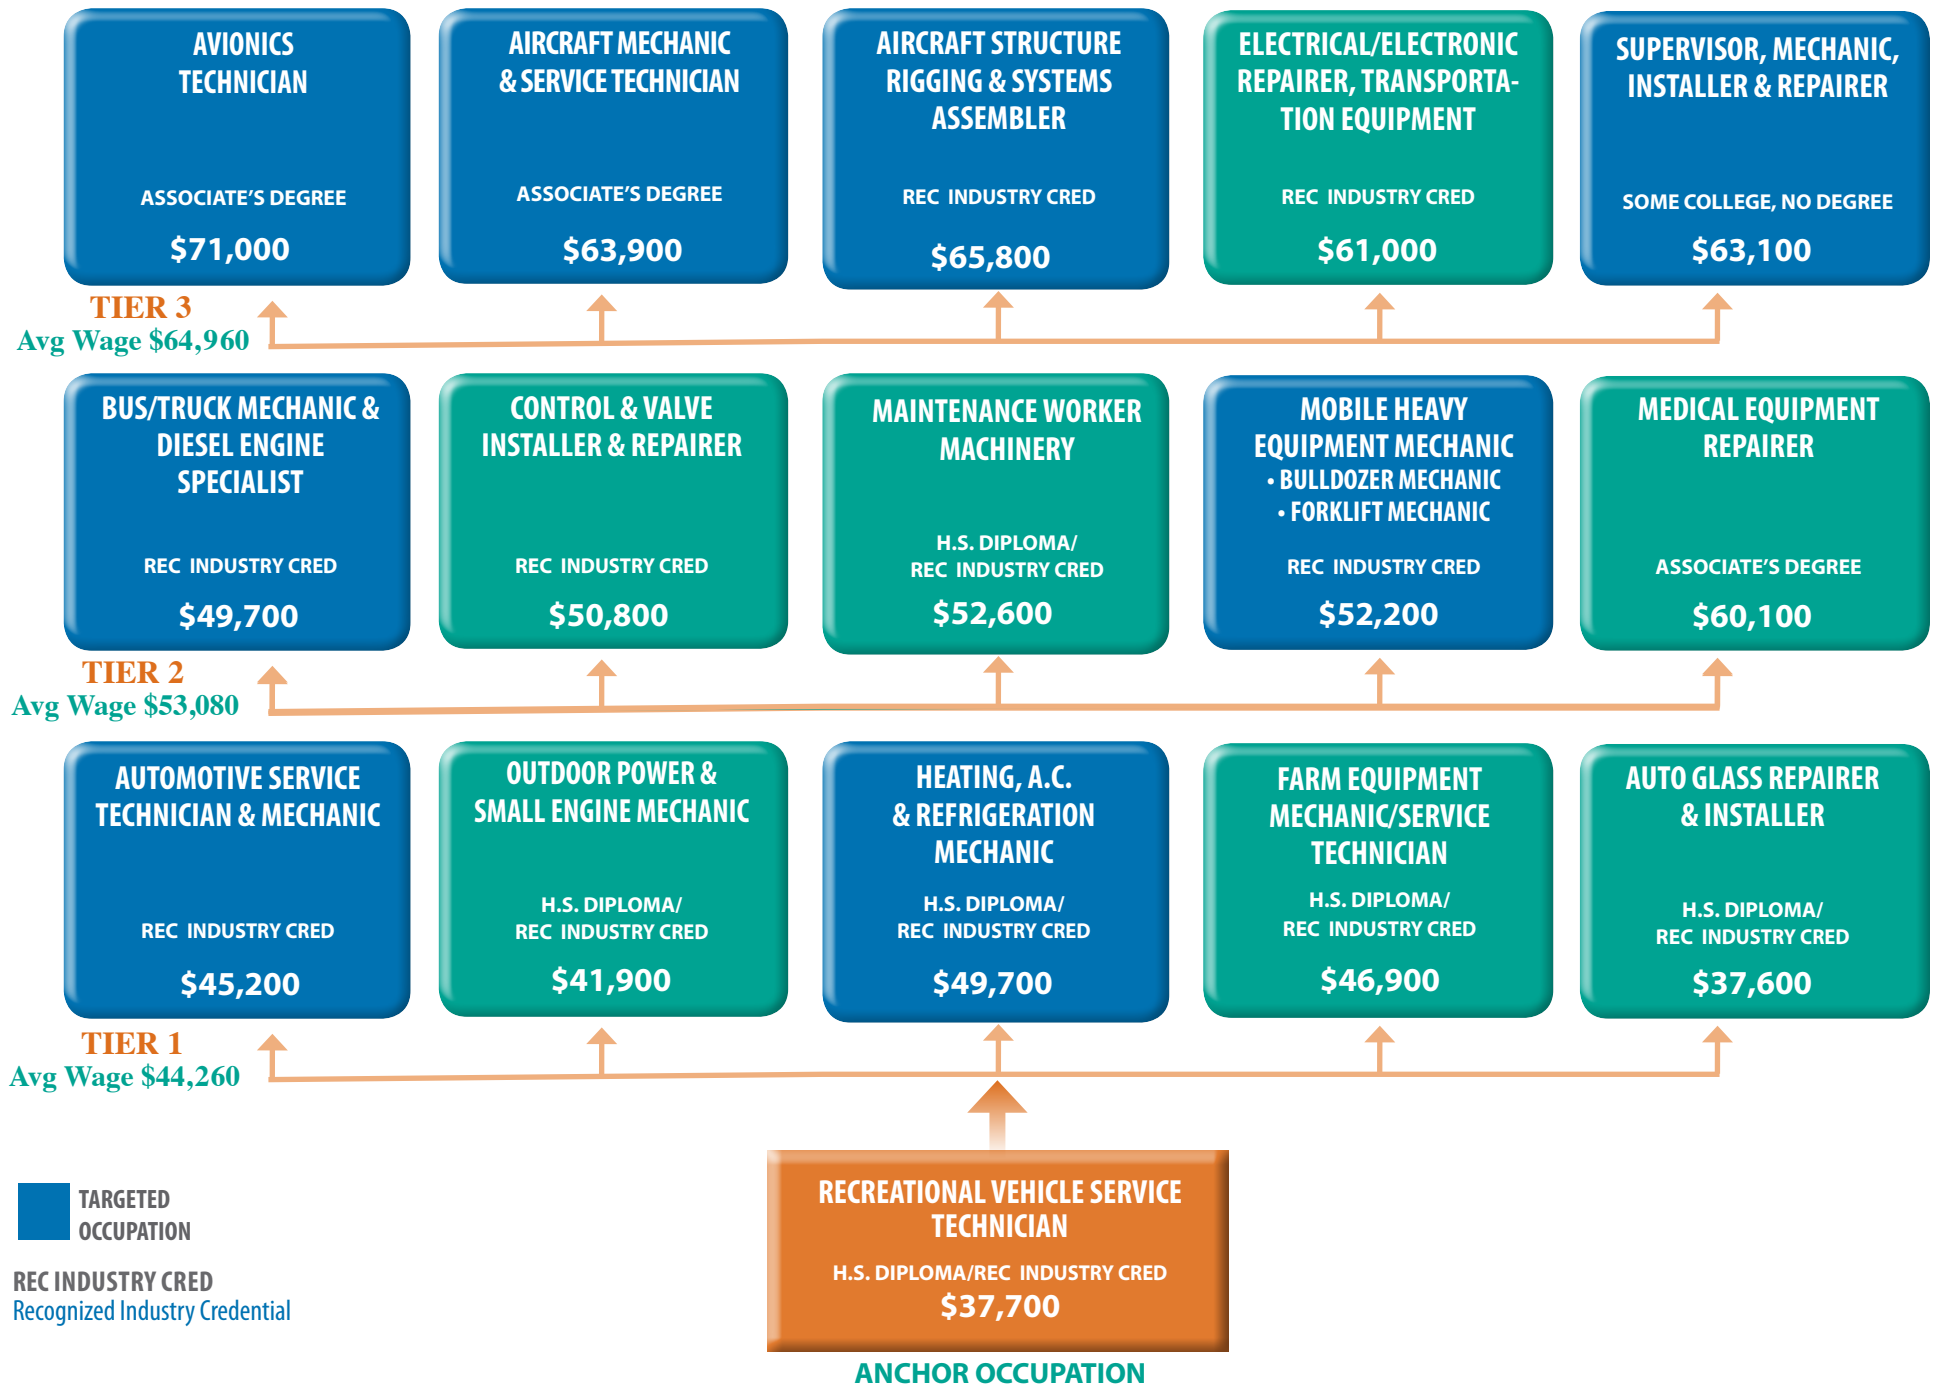 AVIONICS
TECHNICIAN
ASSOCIATE'S DEGREE
$71,000
AIRCRAFT MECHANIC
& SERVICE TECHNICIAN
ASSOCIATE'S DEGREE
$63,900
AIRCRAFT STRUCTURE
RIGGING & SYSTEMS
ASSEMBLER
REC INDUSTRY CRED
$65,800
ELECTRICAL/ELECTRONIC
REPAIRER, TRANSPORTA-
TION EQUIPMENT
REC INDUSTRY CRED
$61,000
SUPERVISOR, MECHANIC,
INSTALLER & REPAIRER
SOME COLLEGE, NO DEGREE
$63,100
TIER 3
Avg Wage $64,960
BUS/TRUCK MECHANIC &
DIESEL ENGINE
SPECIALIST
REC INDUSTRY CRED
$49,700
CONTROL & VALVE
INSTALLER & REPAIRER
REC INDUSTRY CRED
$50,800
MAINTENANCE WORKER
MACHINERY
H.S. DIPLOMA/
REC INDUSTRY CRED
$52,600
MOBILE HEAVY
EQUIPMENT MECHANIC
• BULLDOZER MECHANIC
• FORKLIFT MECHANIC
REC INDUSTRY CRED
$52,200
MEDICAL EQUIPMENT
REPAIRER
ASSOCIATE'S DEGREE
$60,100
TIER 2
Avg Wage $53,080
AUTOMOTIVE SERVICE
TECHNICIAN & MECHANIC
REC INDUSTRY CRED
$45,200
OUTDOOR POWER &
SMALL ENGINE MECHANIC
H.S. DIPLOMA/
REC INDUSTRY CRED
$41,900
HEATING, A.C.
& REFRIGERATION
MECHANIC
H.S. DIPLOMA/
REC INDUSTRY CRED
$49,700
FARM EQUIPMENT
MECHANIC/SERVICE
TECHNICIAN
H.S. DIPLOMA/
REC INDUSTRY CRED
$46,900
AUTO GLASS REPAIRER
& INSTALLER
H.S. DIPLOMA/
REC INDUSTRY CRED
$37,600
TIER 1
Avg Wage $44,260
RECREATIONAL VEHICLE SERVICE
TECHNICIAN
H.S. DIPLOMA/REC INDUSTRY CRED
$37,700
ANCHOR OCCUPATION
TARGETED
OCCUPATION
REC INDUSTRY CRED
Recognized Industry Credential